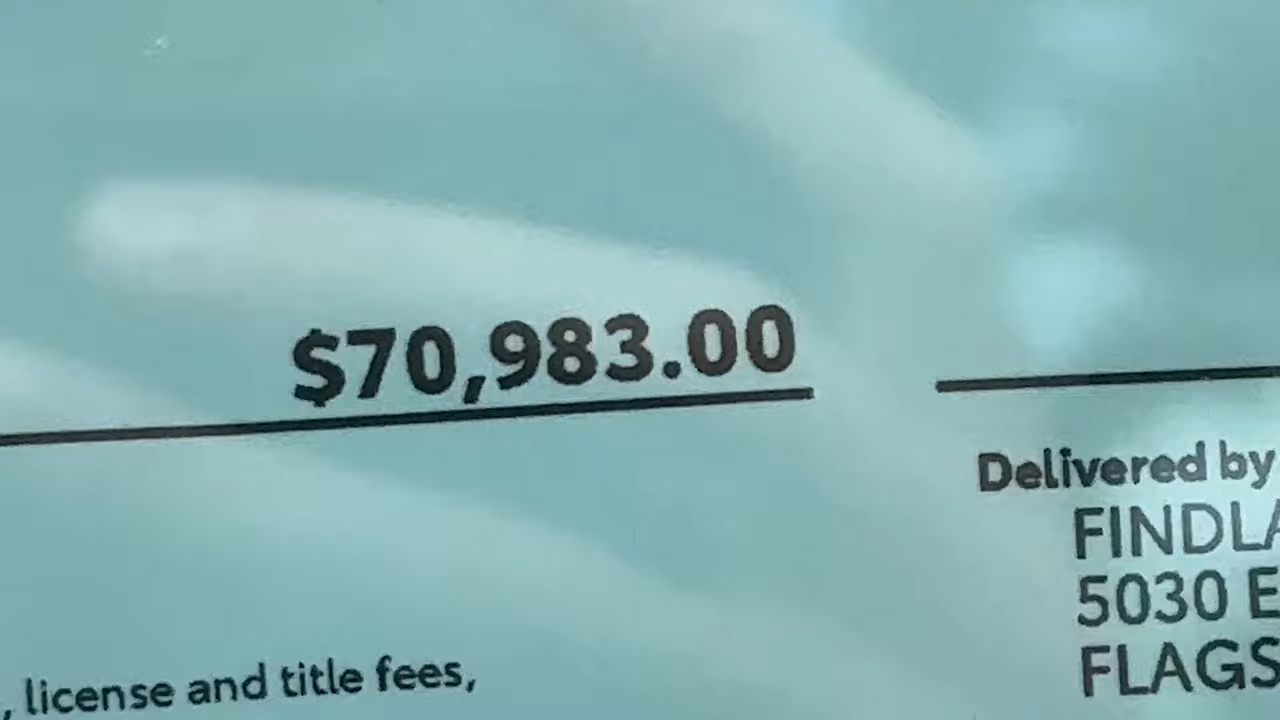 $70,983.00
Delivered by
FINDLA
5030 E
FLAGS
, license and title fees,